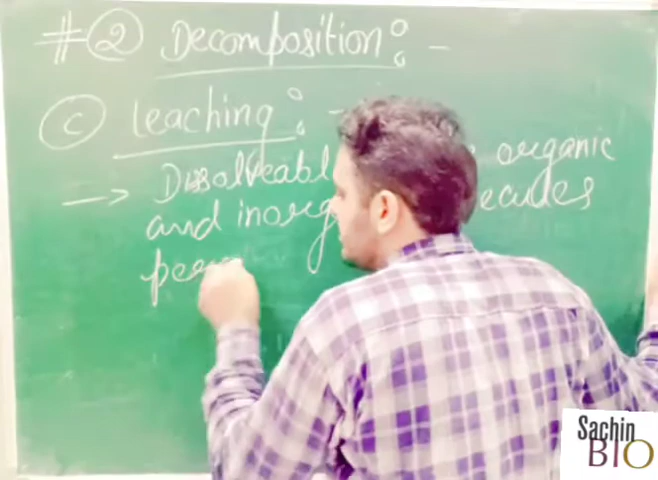 # ② Decomposition: -
ⓒ leaching: -
→ Dissolveabl organic
and inorg ecules
Sachin
BIO